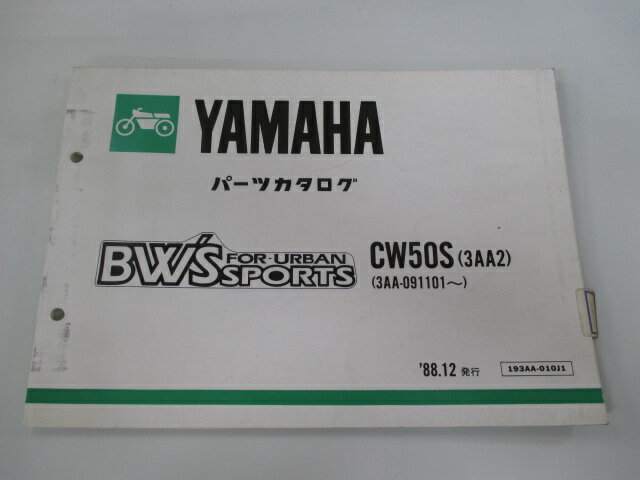 YAMAHA
パーツカタログ
BW'S FOR・URBAN SPORTS
CW50S (3AA2)
(3AA-091101〜)
'88.12 発行
193AA-010J1